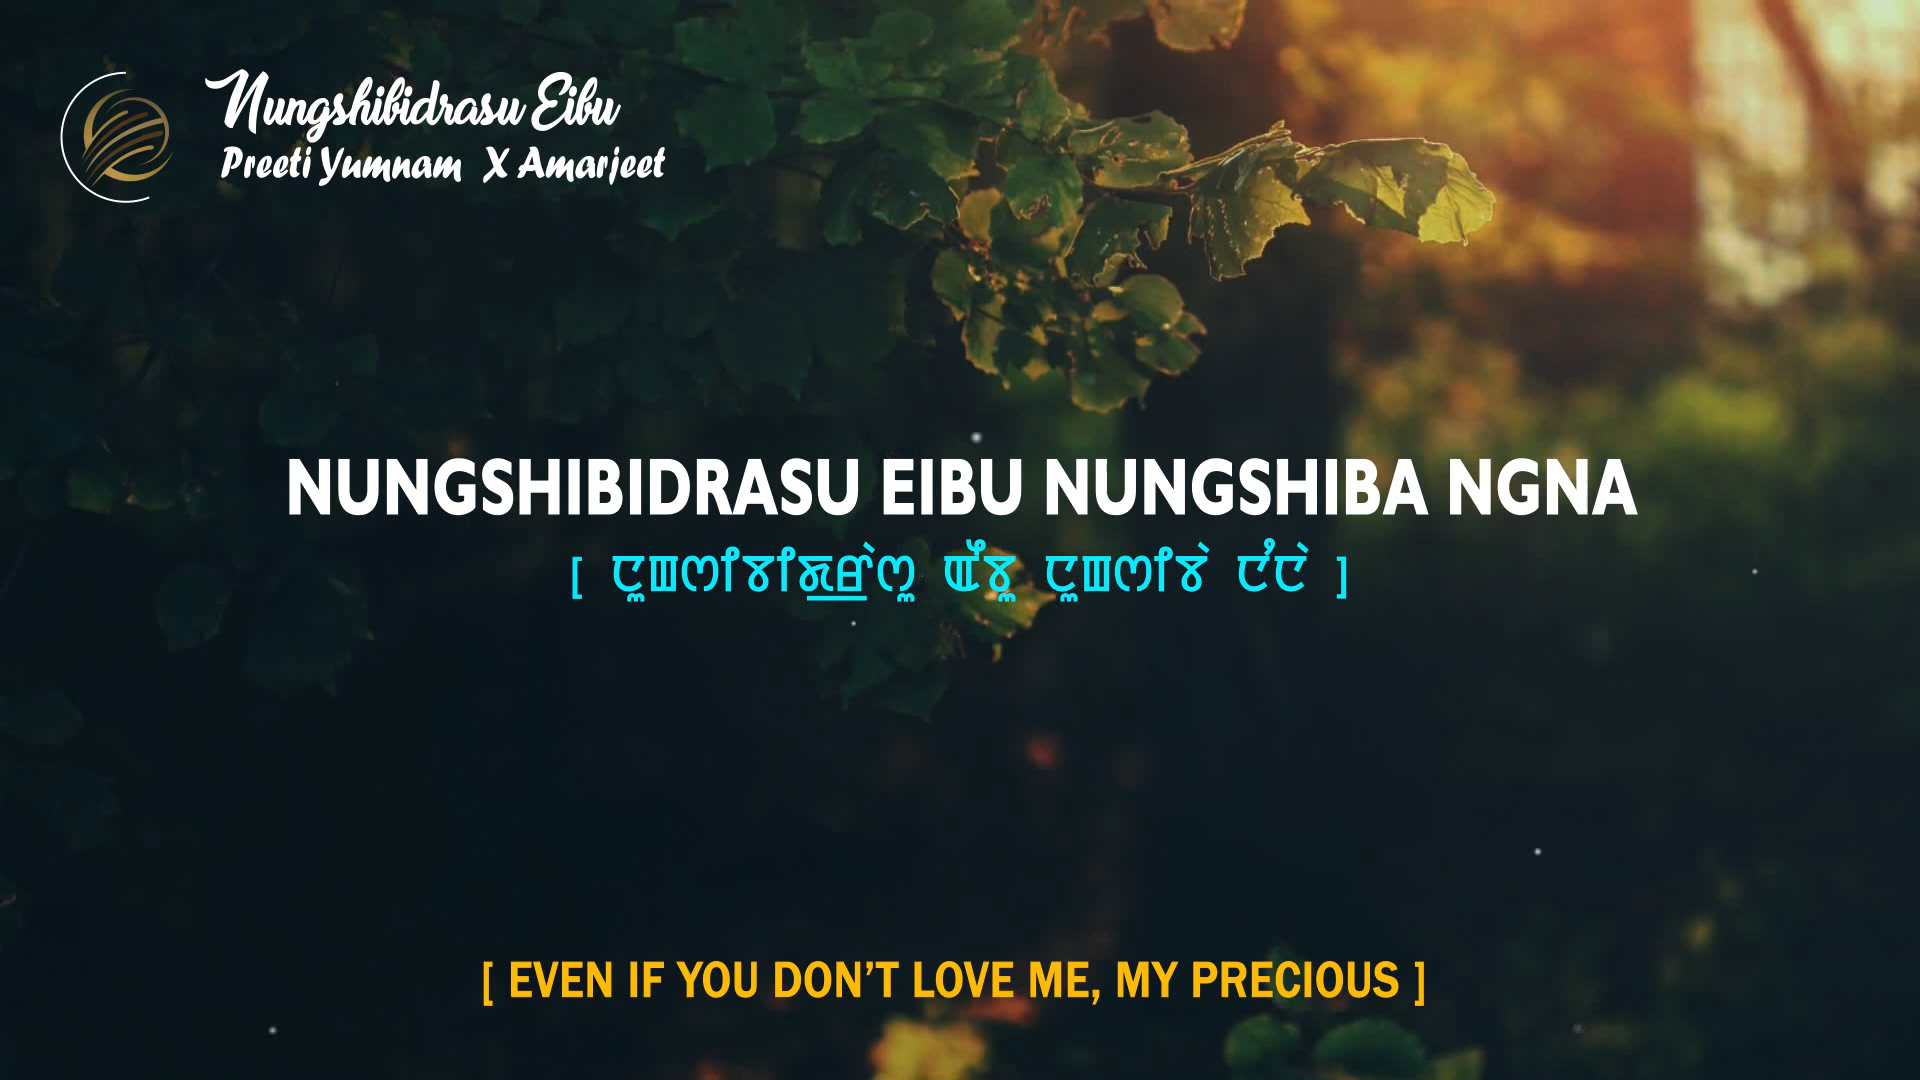 Nungshibidrasu Eibu
Preeti Yumnam X Amarjeet
NUNGSHIBIDRASU EIBU NUNGSHIBA NGNA
[ ꯅꯨꯡꯁꯤꯕꯤꯗ꯭ꯔꯥꯁꯨ ꯑꯩꯕꯨ ꯅꯨꯡꯁꯤꯕꯥ ꯅꯪꯅꯥ ]
[ EVEN IF YOU DON’T LOVE ME, MY PRECIOUS ]